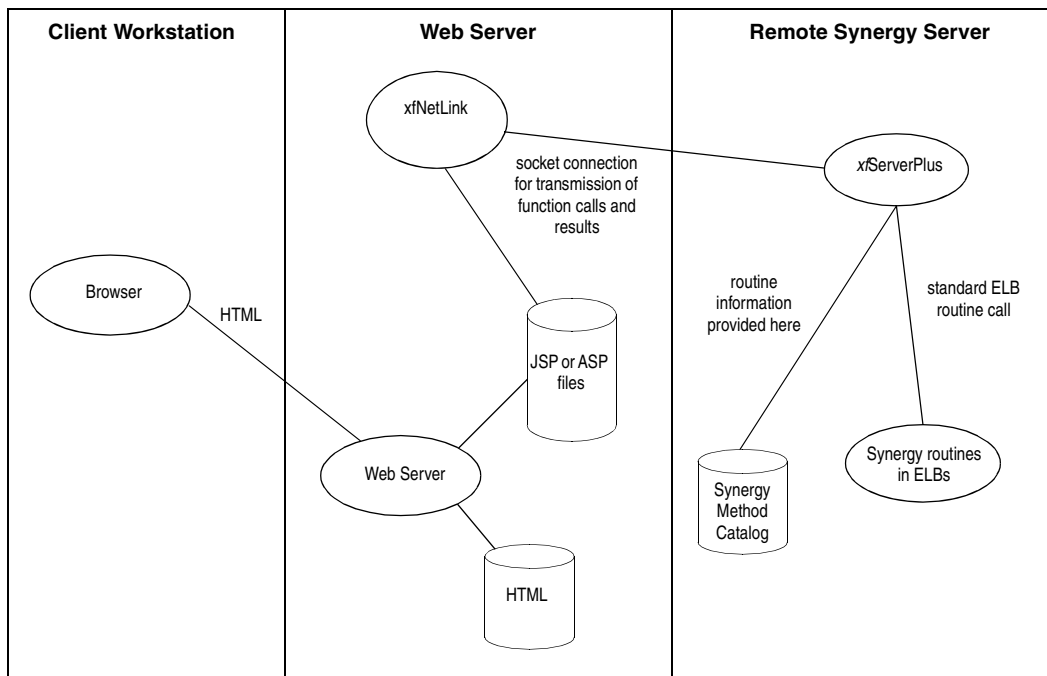 Client Workstation
Web Server
Remote Synergy Server
xfNetLink
socket connection
for transmission of
function calls and
results
xfServerPlus
Browser
HTML
routine
information
provided here
standard ELB
routine call
JSP or ASP
files
Web Server
Synergy routines
in ELBs
Synergy
Method
Catalog
HTML